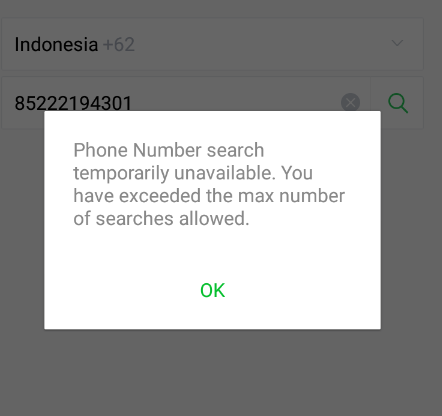 Indonesia +62
85222194301
Phone Number search
temporarily unavailable. You
have exceeded the max number
of searches allowed.
OK